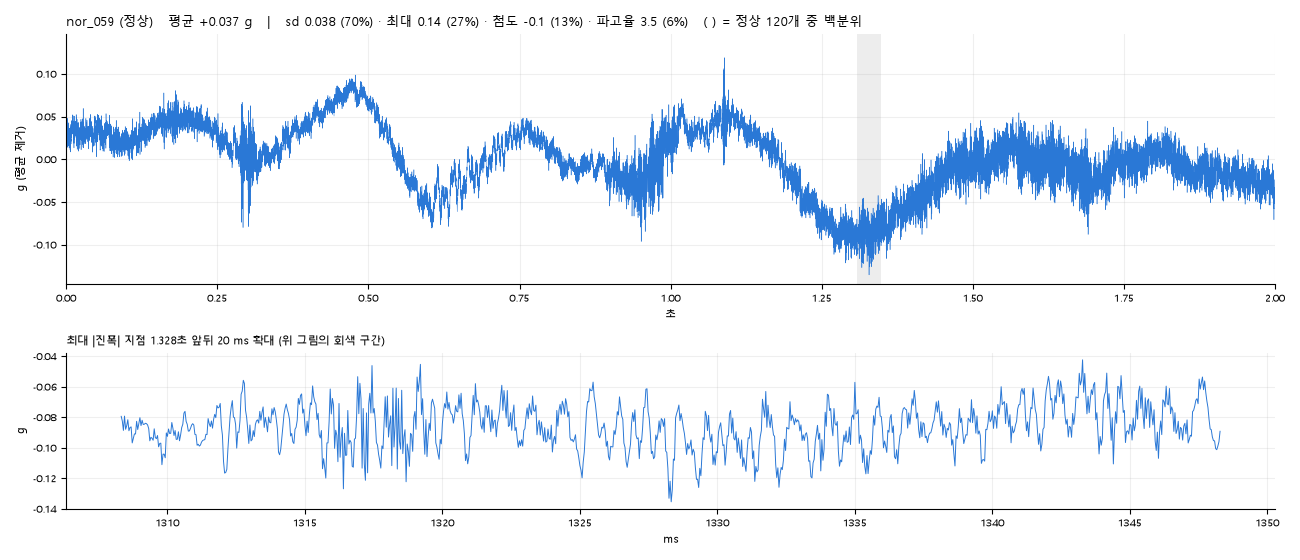 nor_059 (정상) 평균 +0.037 g | sd 0.038 (70%) · 최대 0.14 (27%) · 첨도 -0.1 (13%) · 파고율 3.5 (6%) ( ) = 정상 120개 중 백분위
g (평균 제거)
0.10
0.05
0.00
-0.05
-0.10
0.00 0.25 0.50 0.75 1.00 1.25 1.50 1.75 2.00
초
최대 |진폭| 지점 1.328초 앞뒤 20 ms 확대 (위 그림의 회색 구간)
g
-0.04
-0.06
-0.08
-0.10
-0.12
-0.14
1310 1315 1320 1325 1330 1335 1340 1345 1350
ms